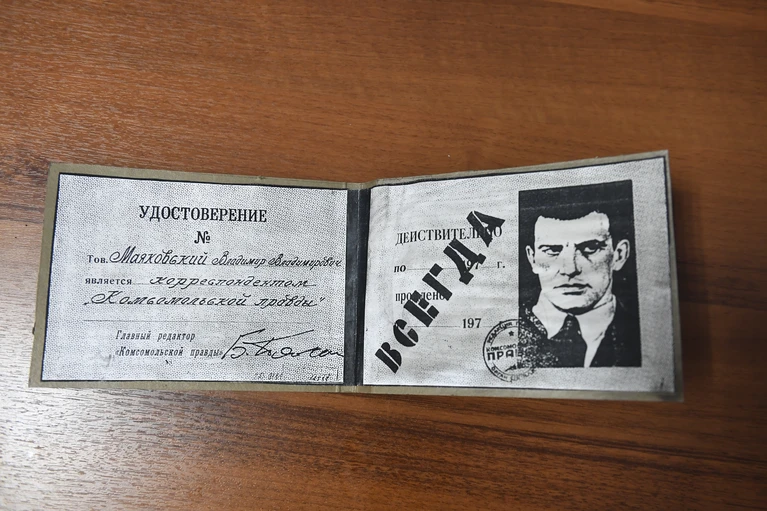 УДОСТОВЕРЕНИЕ
№
Тов. Маяковский Владимир Владимирович
является корреспондентом
„Комсомольской правды"
Главный редактор
«Комсомольской правды»
ДЕЙСТВИТЕЛЬНО
по 197 г.
продлено
197
ВСЕГДА